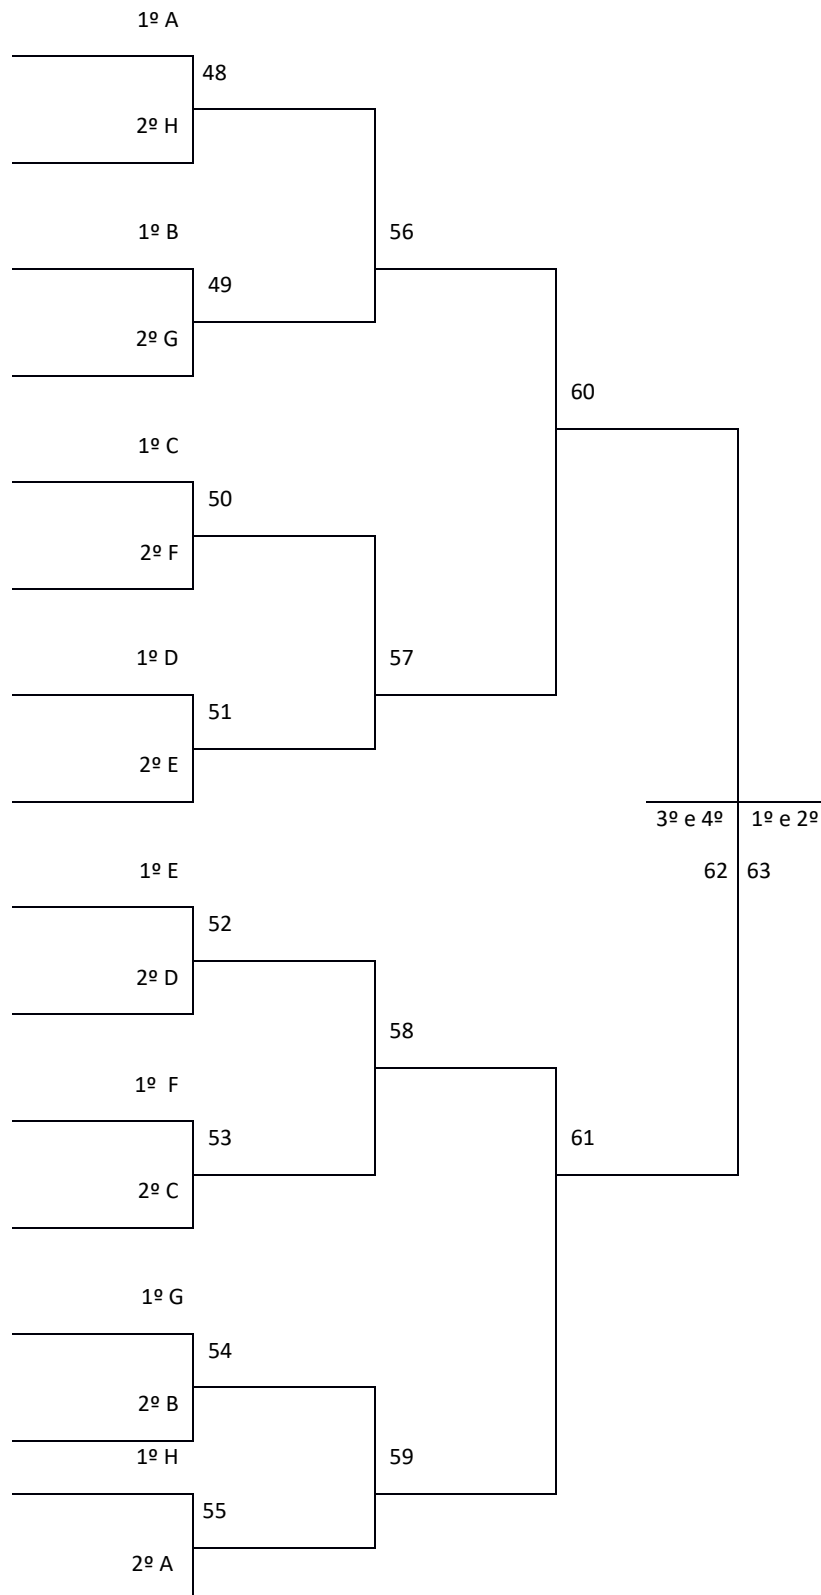 1º A
48
2º H
1º B
56
49
2º G
60
1º C
50
2º F
1º D
57
51
2º E
3º e 4º
1º e 2º
1º E
62
63
52
2º D
58
1º F
53
61
2º C
1º G
54
2º B
1º H
59
55
2º A